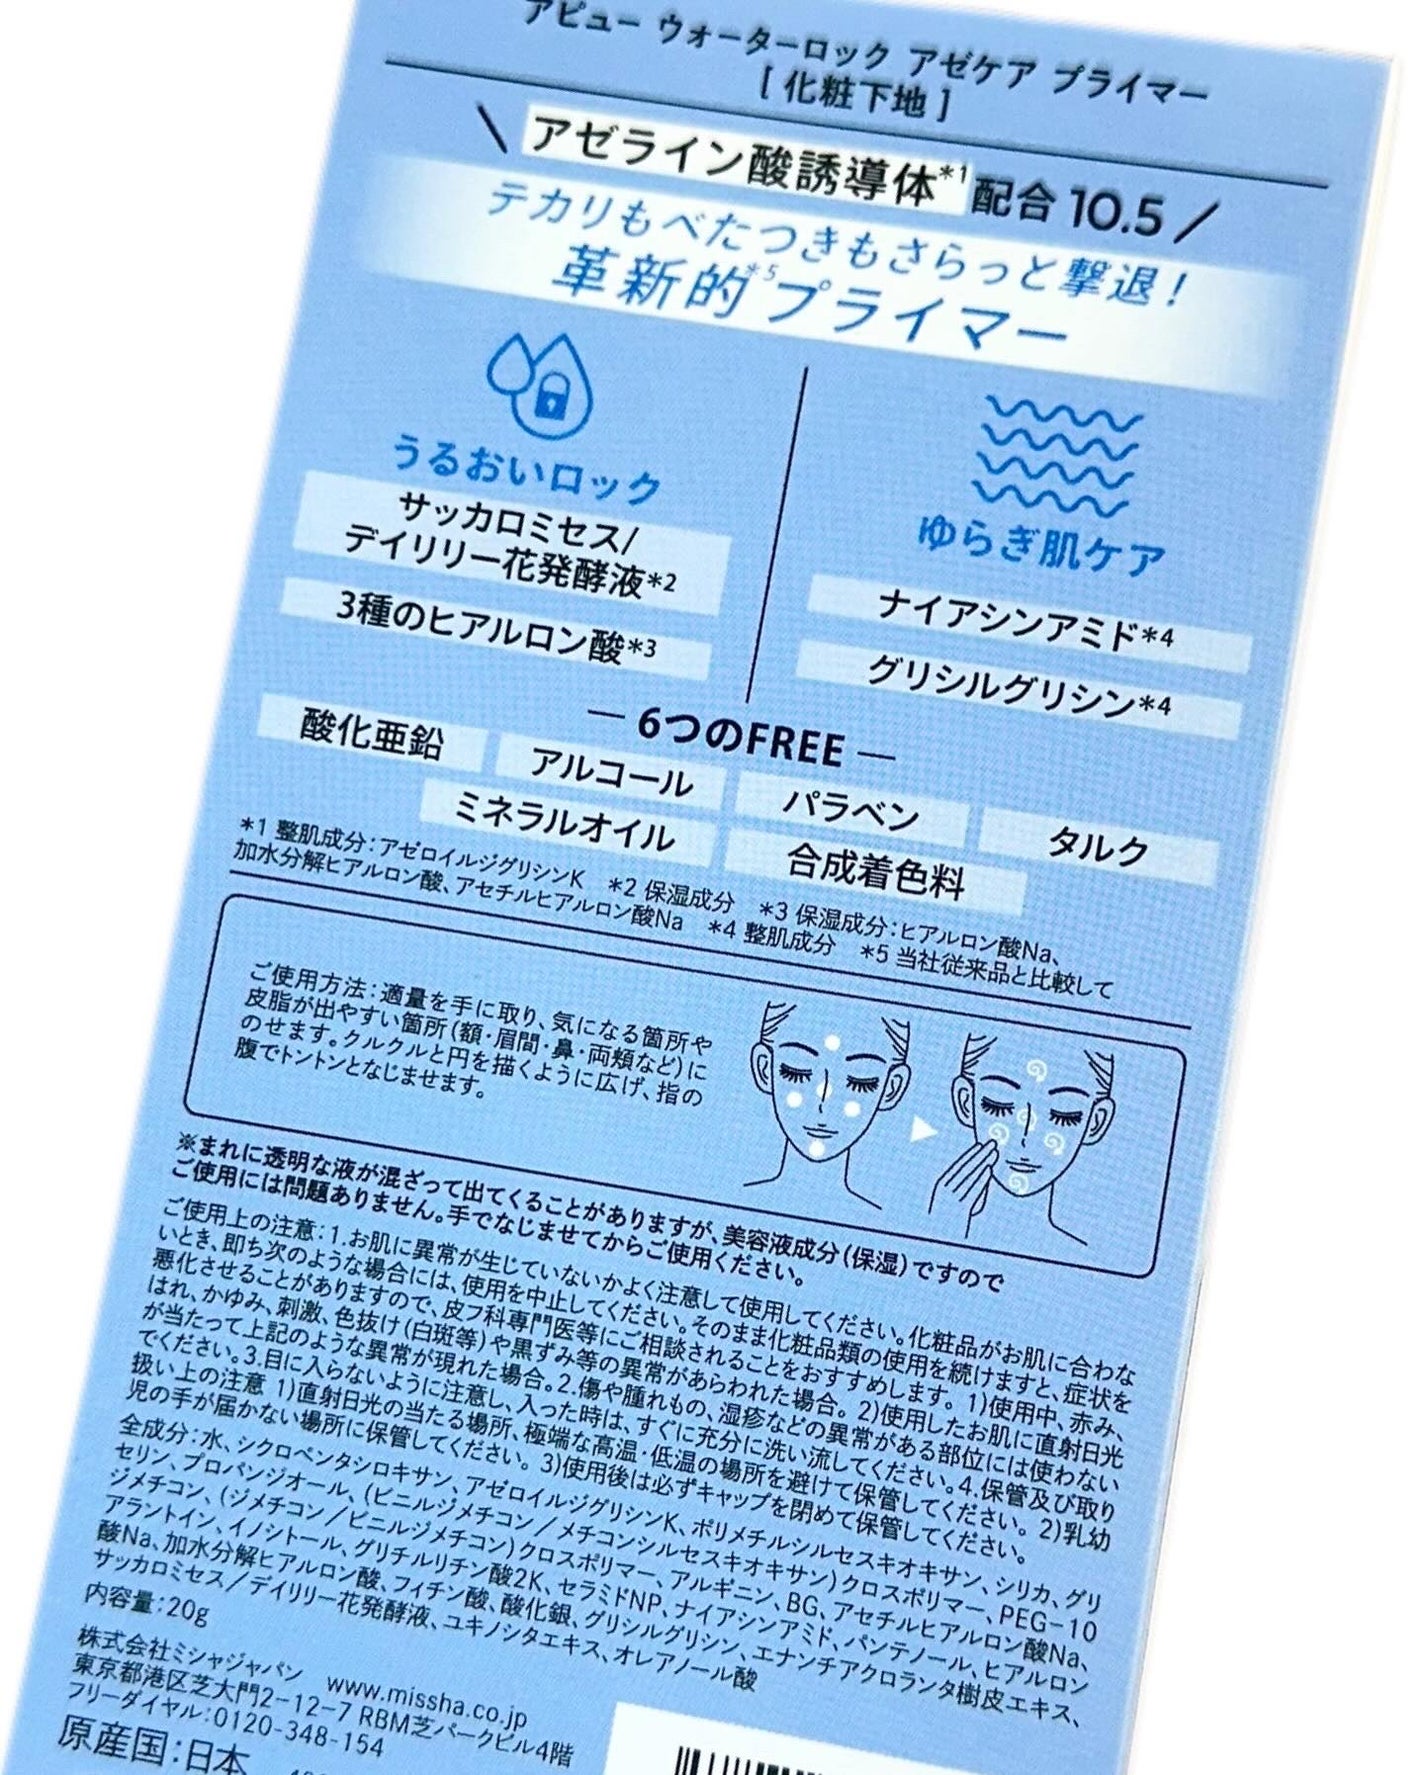 アピュー ウォーターロック アゼケア プライマー
[ 化粧下地 ]
\ アゼライン酸誘導体*1 配合 10.5 /
テカリもべたつきもさらっと撃退!
革新的*5プライマー
うるおいロック
サッカロミセス/
デイリリー花発酵液*2
3種のヒアルロン酸*3
ゆらぎ肌ケア
ナイアシンアミド*4
グリシルグリシン*4
— 6つのFREE —
酸化亜鉛 アルコール パラベン タルク
ミネラルオイル 合成着色料
*1 整肌成分:アゼロイルジグリシンK *2 保湿成分 *3 保湿成分:ヒアルロン酸Na、
加水分解ヒアルロン酸、アセチルヒアルロン酸Na *4 整肌成分 *5 当社従来品と比較して
ご使用方法:適量を手に取り、気になる箇所や
皮脂が出やすい箇所(額・眉間・鼻・両頬など)に
のせます。クルクルと円を描くように広げ、指の
腹でトントンとなじませます。
※まれに透明な液が混ざって出てくることがありますが、美容液成分(保湿)ですので
ご使用には問題ありません。手でなじませてからご使用ください。
ご使用上の注意:1.お肌に異常が生じていないかよく注意して使用してください。化粧品がお肌に合わな
いとき、即ち次のような場合には、使用を中止してください。そのまま化粧品類の使用を続けますと、症状を
悪化させることがありますので、皮フ科専門医等にご相談されることをおすすめします。 1)使用中、赤み、
はれ、かゆみ、刺激、色抜け(白斑等)や黒ずみ等の異常があらわれた場合。 2)使用したお肌に直射日光
が当たって上記のような異常が現れた場合。2.傷や腫れもの、湿疹などの異常がある部位には使わない
でください。3.目に入らないように注意し、入った時は、すぐに充分に洗い流してください。4.保管及び取り
扱い上の注意 1)直射日光の当たる場所、極端な高温・低温の場所を避けて保管してください。 2)乳幼
児の手が届かない場所に保管してください。 3)使用後は必ずキャップを閉めて保管してください。
全成分:水、シクロペンタシロキサン、アゼロイルジグリシンK、ポリメチルシルセスキオキサン、シリカ、グリ
セリン、プロパンジオール、(ビニルジメチコン/メチコンシルセスキオキサン)クロスポリマー、PEG-10
ジメチコン、(ジメチコン/ビニルジメチコン)クロスポリマー、アルギニン、BG、アセチルヒアルロン酸Na、
アラントイン、イノシトール、グリチルリチン酸2K、セラミドNP、ナイアシンアミド、パンテノール、ヒアルロン
酸Na、加水分解ヒアルロン酸、フィチン酸、酸化銀、グリシルグリシン、エナンチアクロランタ樹皮エキス、
サッカロミセス/デイリリー花発酵液、ユキノシタエキス、オレアノール酸
内容量:20g
株式会社ミシャジャパン www.missha.co.jp
東京都港区芝大門2-12-7 RBM芝パークビル4階
フリーダイヤル:0120-348-154
原産国:日本